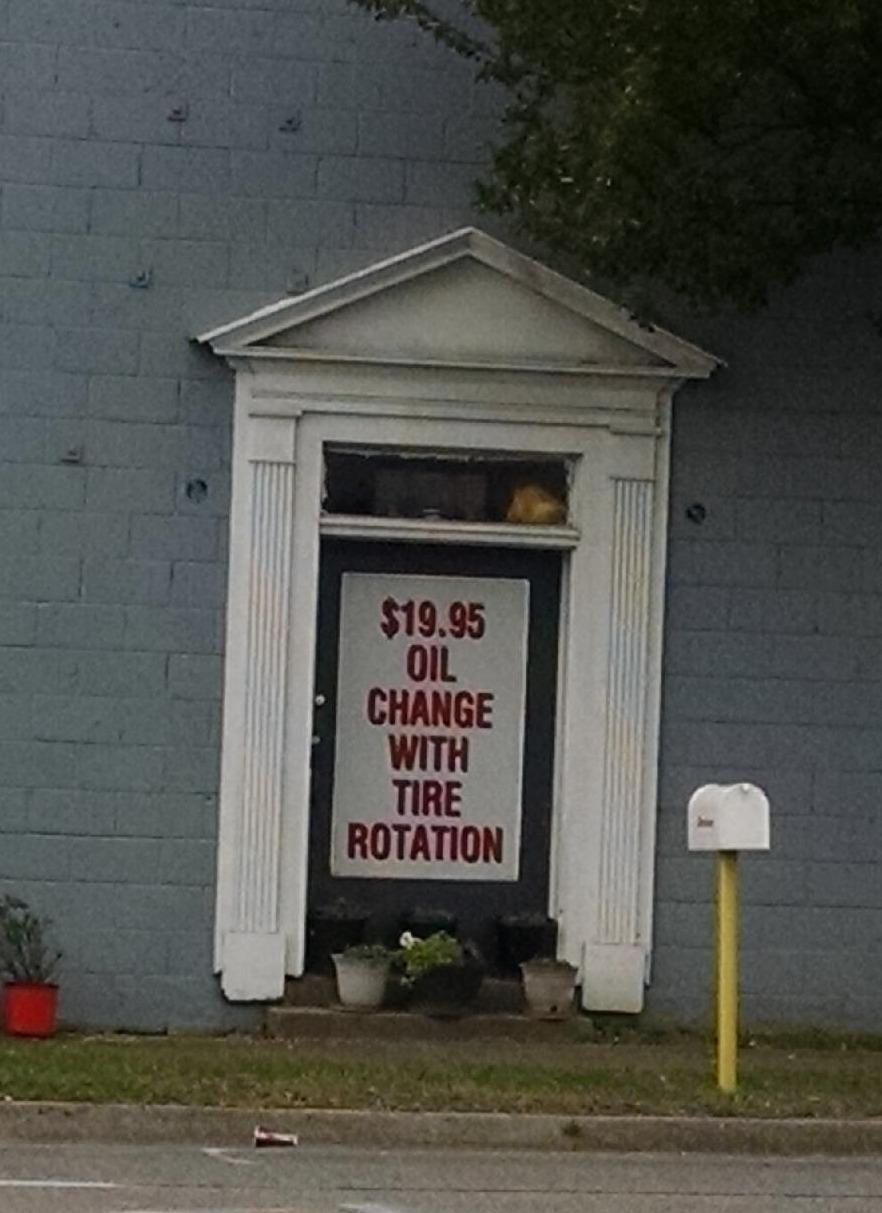 $19.95
OIL
CHANGE
WITH
TIRE
ROTATION